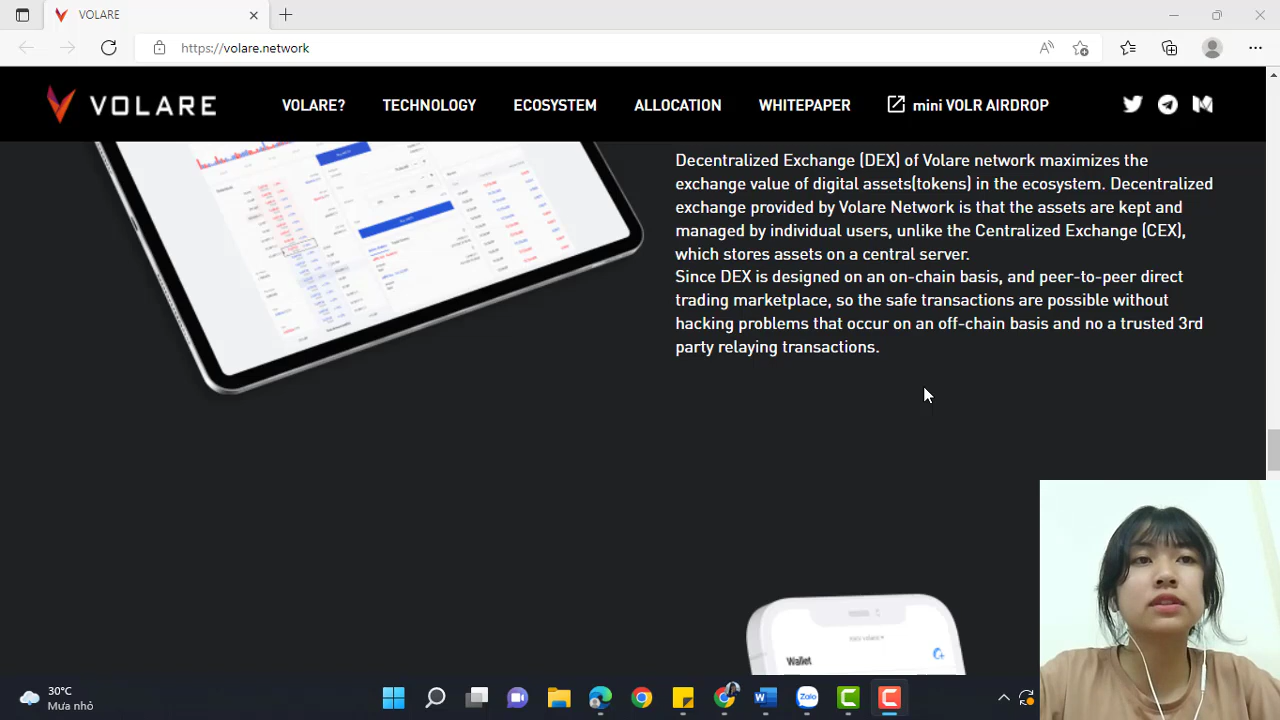 VOLARE
https://volare.network
VOLARE
VOLARE?
TECHNOLOGY
ECOSYSTEM
ALLOCATION
WHITEPAPER
mini VOLR AIRDROP
Decentralized Exchange (DEX) of Volare network maximizes the
exchange value of digital assets(tokens) in the ecosystem. Decentralized
exchange provided by Volare Network is that the assets are kept and
managed by individual users, unlike the Centralized Exchange (CEX),
which stores assets on a central server.
Since DEX is designed on an on-chain basis, and peer-to-peer direct
trading marketplace, so the safe transactions are possible without
hacking problems that occur on an off-chain basis and no a trusted 3rd
party relaying transactions.
Wallet
30°C
Mưa nhỏ
Zalo